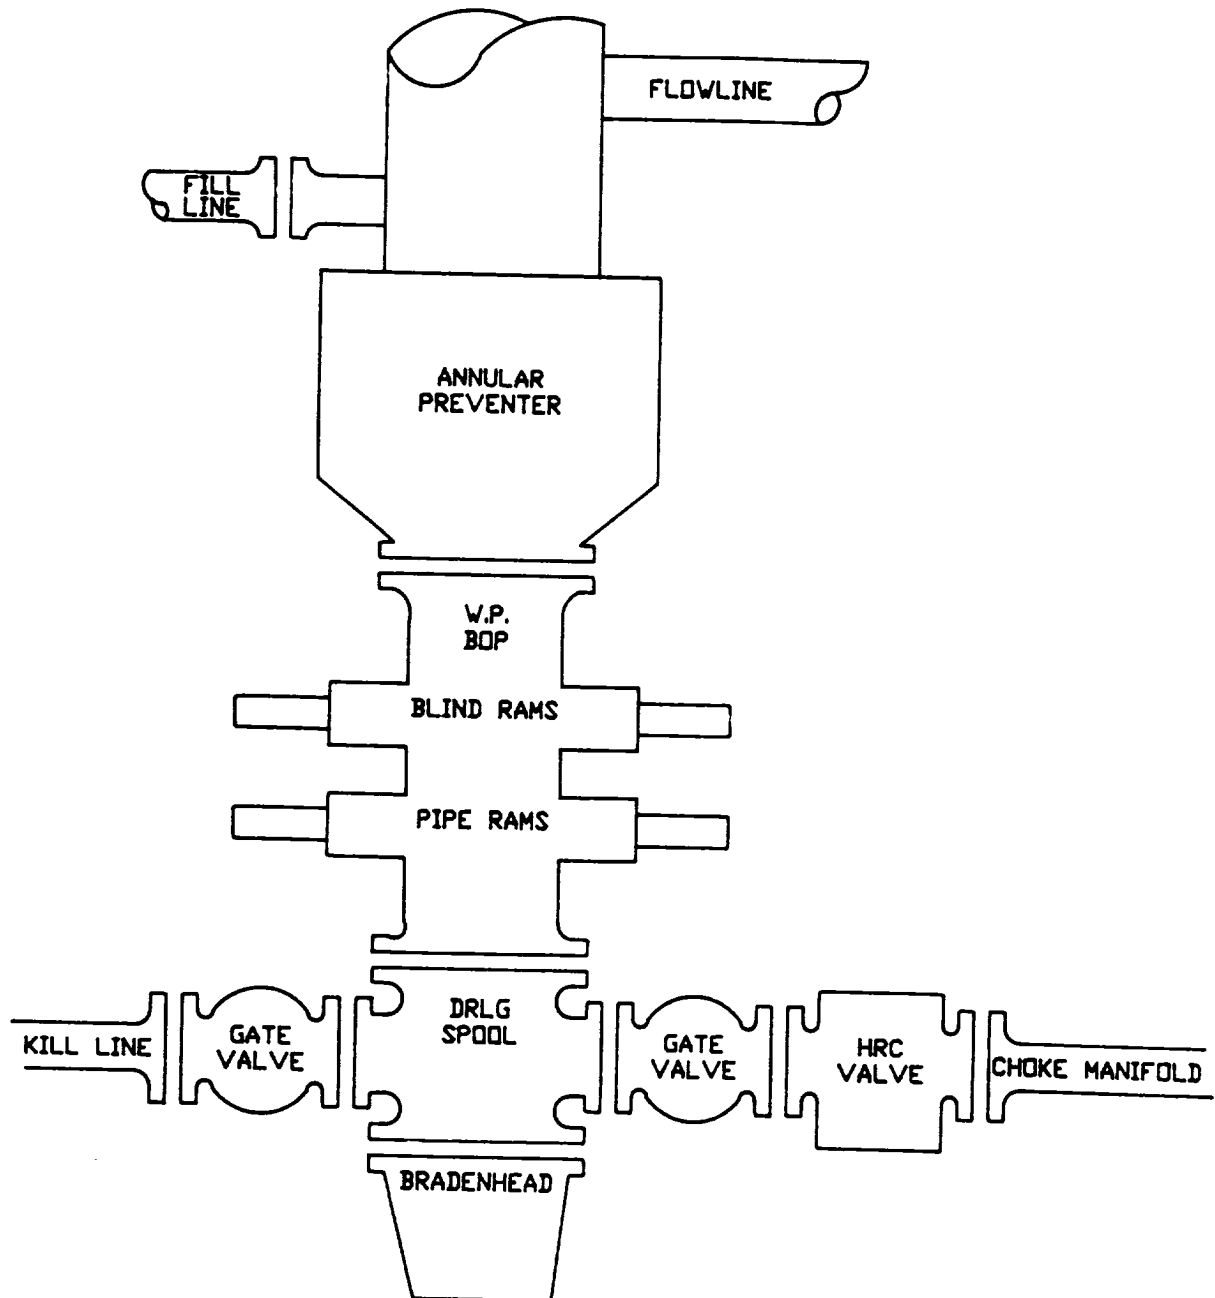 FLOWLINE
FILL
LINE
ANNULAR
PREVENTER
W.P.
BOP
BLIND RAMS
PIPE RAMS
KILL LINE
GATE
VALVE
DRLG
SPOOL
GATE
VALVE
HRC
VALVE
CHOKE MANIFOLD
BRADENHEAD